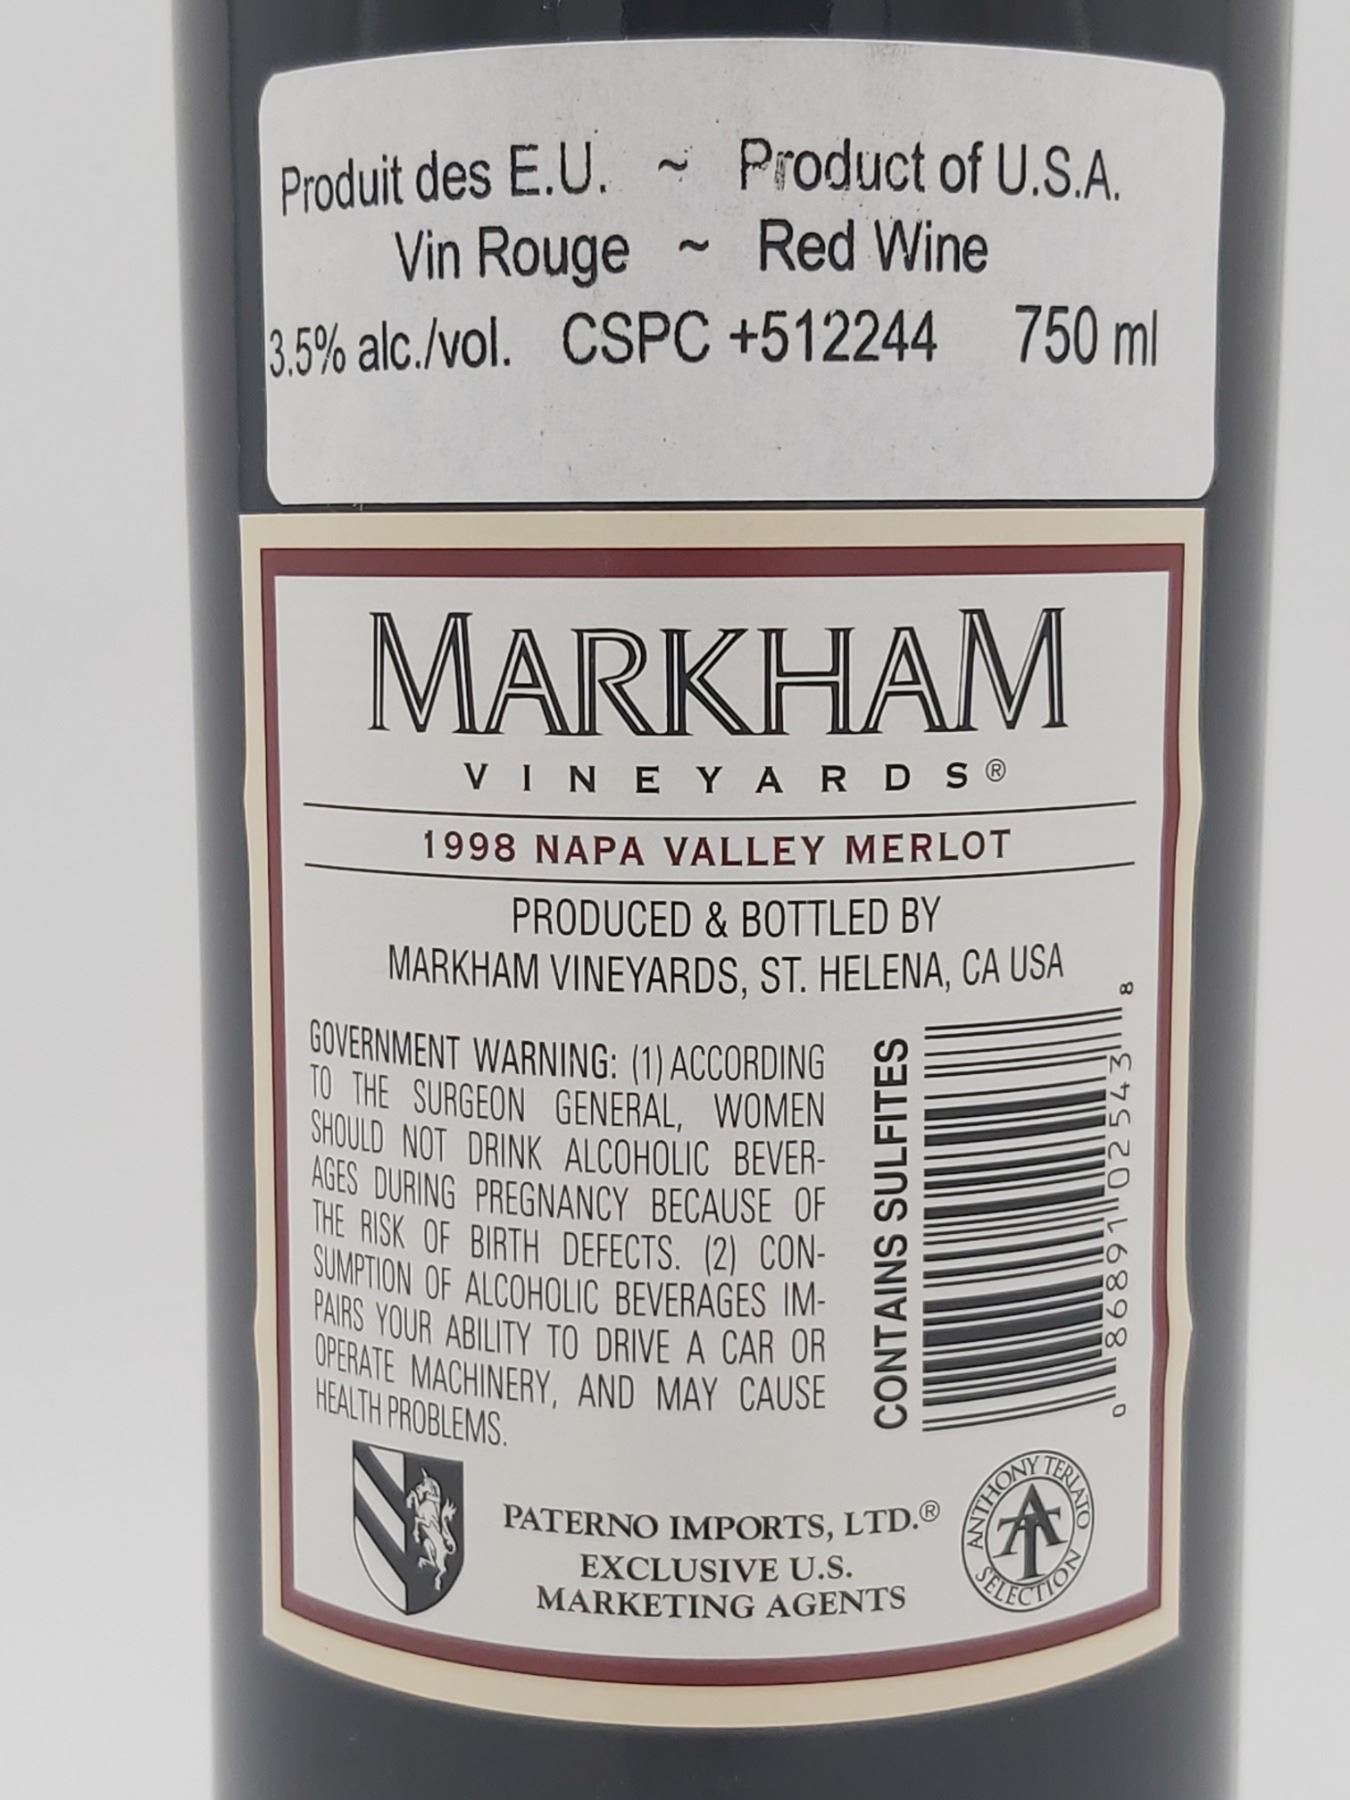 Produit des E.U. ~ Product of U.S.A.
Vin Rouge ~ Red Wine
3.5% alc./vol. CSPC +512244 750 ml
MARKHAM
VINEYARDS®
1998 NAPA VALLEY MERLOT
PRODUCED & BOTTLED BY
MARKHAM VINEYARDS, ST. HELENA, CA USA
GOVERNMENT WARNING: (1) ACCORDING
TO THE SURGEON GENERAL, WOMEN
SHOULD NOT DRINK ALCOHOLIC BEVER-
AGES DURING PREGNANCY BECAUSE OF
THE RISK OF BIRTH DEFECTS. (2) CON-
SUMPTION OF ALCOHOLIC BEVERAGES IM-
PAIRS YOUR ABILITY TO DRIVE A CAR OR
OPERATE MACHINERY, AND MAY CAUSE
HEALTH PROBLEMS.
CONTAINS SULFITES
0 86891 02543 8
PATERNO IMPORTS, LTD.®
EXCLUSIVE U.S.
MARKETING AGENTS
ANTHONY TERLATO
AT
SELECTION